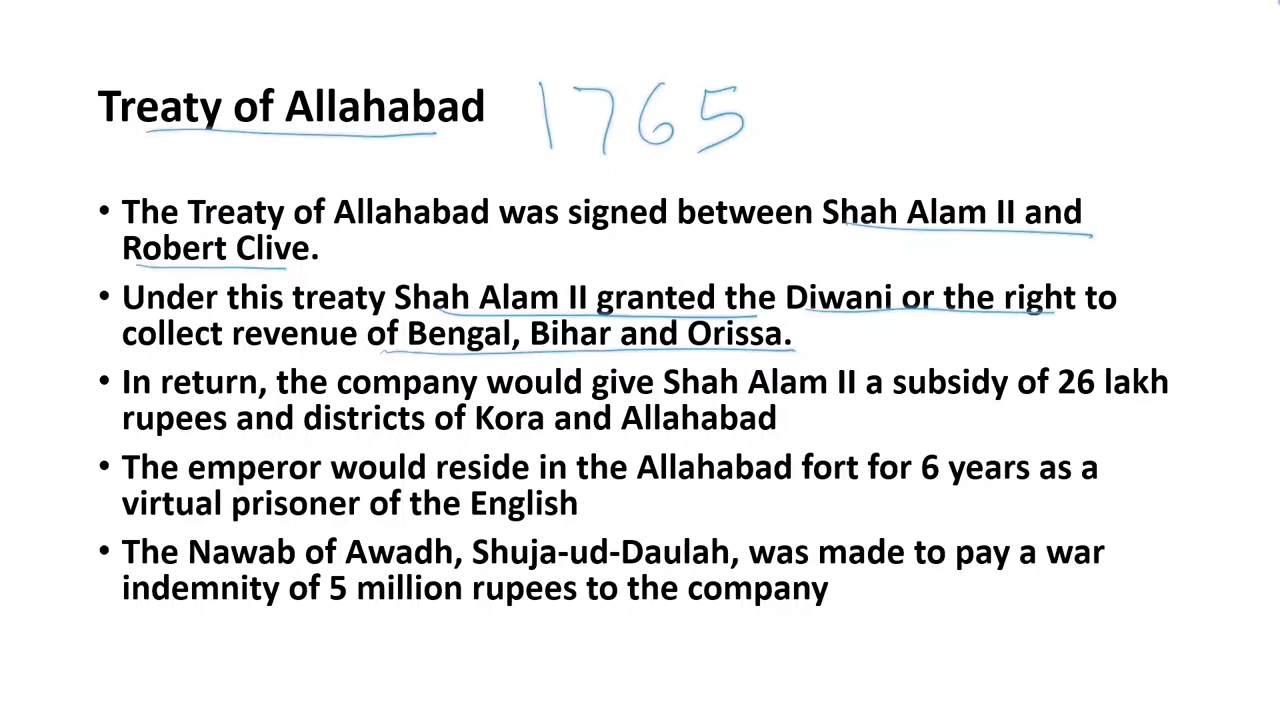 Treaty of Allahabad 1765
• The Treaty of Allahabad was signed between Shah Alam II and
Robert Clive.
• Under this treaty Shah Alam II granted the Diwani or the right to
collect revenue of Bengal, Bihar and Orissa.
• In return, the company would give Shah Alam II a subsidy of 26 lakh
rupees and districts of Kora and Allahabad
• The emperor would reside in the Allahabad fort for 6 years as a
virtual prisoner of the English
• The Nawab of Awadh, Shuja-ud-Daulah, was made to pay a war
indemnity of 5 million rupees to the company